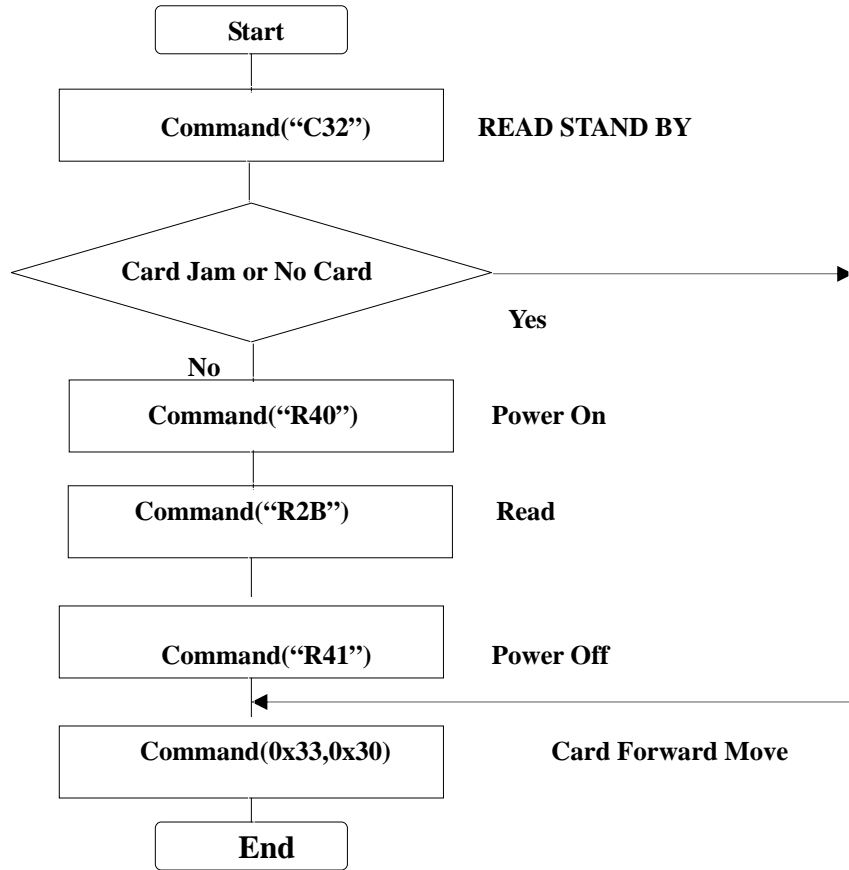 Start
Command(“C32”) READ STAND BY
Card Jam or No Card
Yes
No
Command(“R40”) Power On
Command(“R2B”) Read
Command(“R41”) Power Off
Command(0x33,0x30) Card Forward Move
End